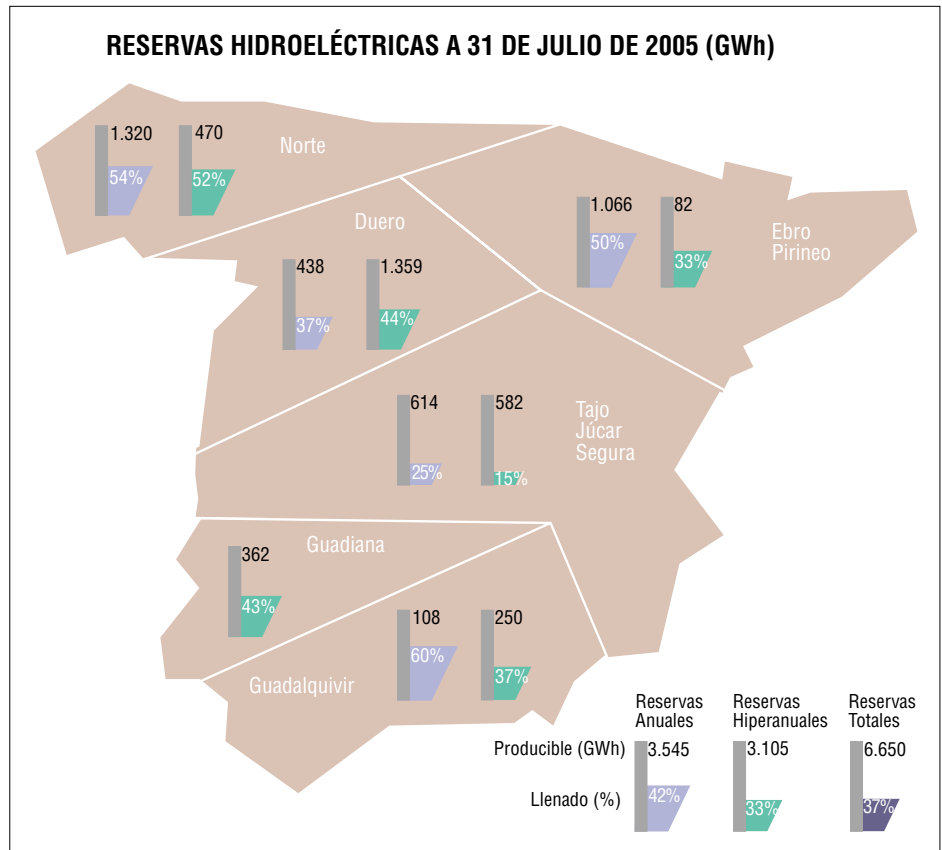 RESERVAS HIDROELÉCTRICAS A 31 DE JULIO DE 2005 (GWh)
1.320
470
Norte
54%
52%
Duero
1.066
82
Ebro
Pirineo
50%
33%
438
1.359
37%
44%
614
582
Tajo
Júcar
Segura
25%
15%
Guadiana
362
43%
108
250
60%
37%
Guadalquivir
Reservas
Anuales
Reservas
Hiperanuales
Reservas
Totales
Producible (GWh)
3.545
3.105
6.650
Llenado (%)
42%
33%
37%